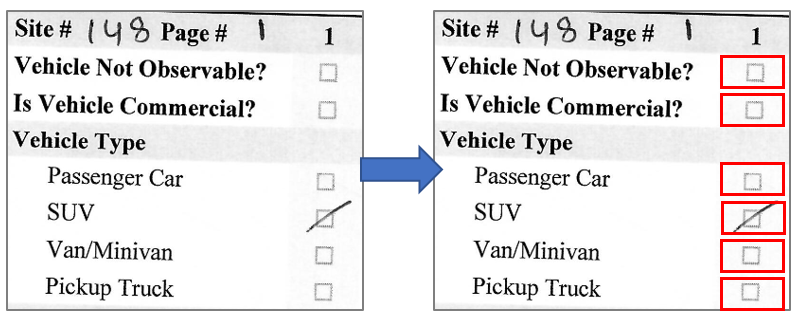 Site # 148 Page # 1 1
Vehicle Not Observable?
Is Vehicle Commercial?
Vehicle Type
Passenger Car
SUV
Van/Minivan
Pickup Truck
Site # 148 Page # 1 1
Vehicle Not Observable?
Is Vehicle Commercial?
Vehicle Type
Passenger Car
SUV
Van/Minivan
Pickup Truck